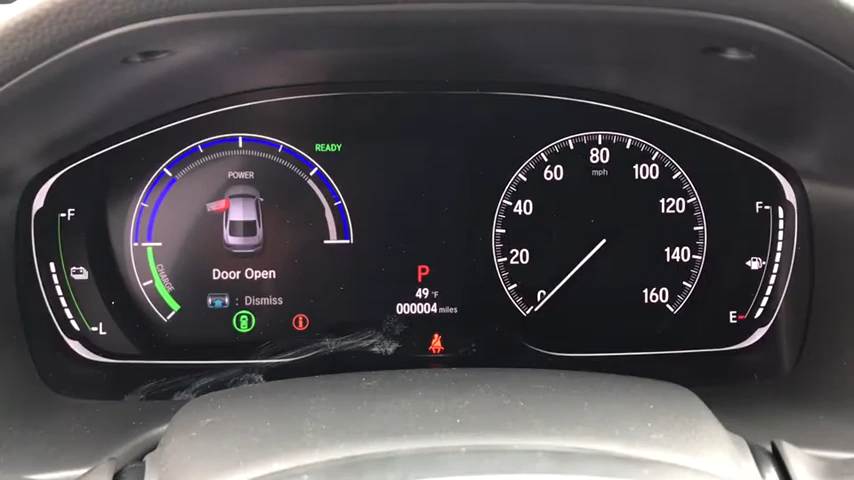 READY
POWER
F
L
CHARGE
Door Open
: Dismiss
P
49°F
000004 miles
0
20
40
60
80
mph
100
120
140
160
F
E